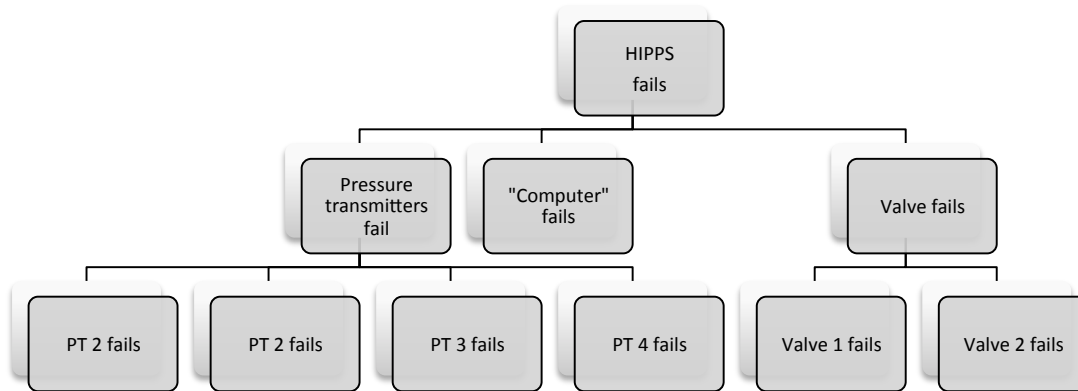 HIPPS
fails
Pressure
transmitters
fail
"Computer"
fails
Valve fails
PT 2 fails
PT 2 fails
PT 3 fails
PT 4 fails
Valve 1 fails
Valve 2 fails